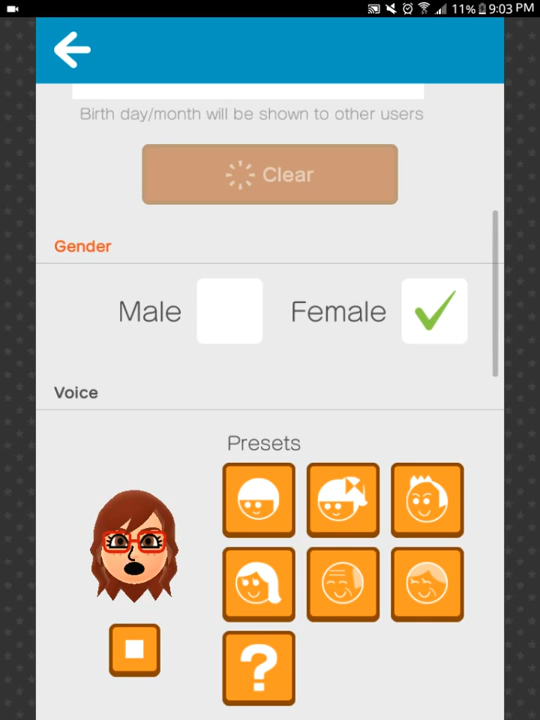 11% 9:03 PM
Birth day/month will be shown to other users
Clear
Gender
Male Female
Voice
Presets
?